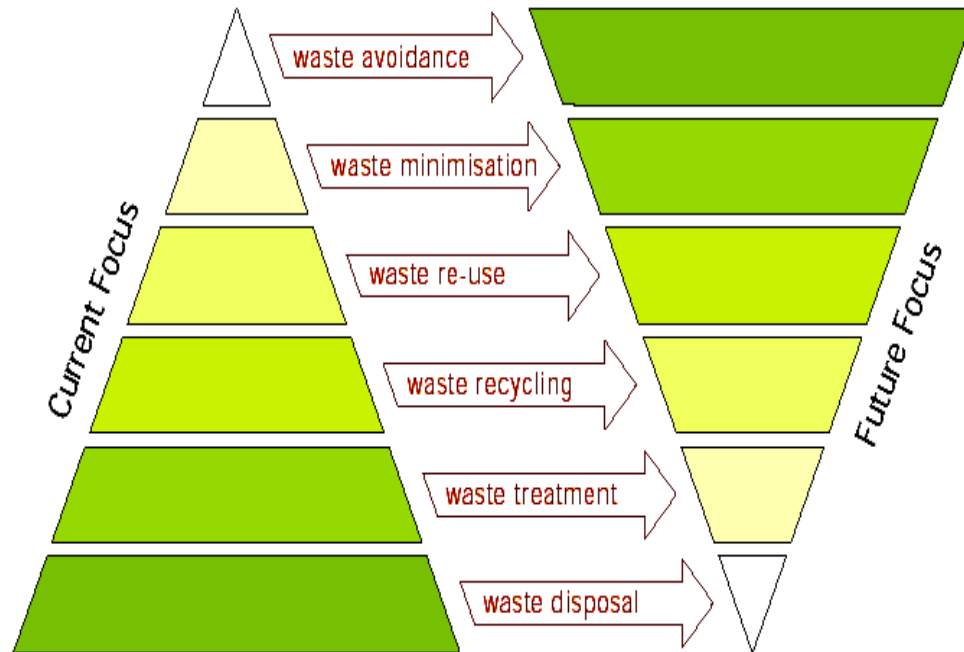 waste avoidance
waste minimisation
waste re-use
waste recycling
waste treatment
waste disposal
Current Focus
Future Focus